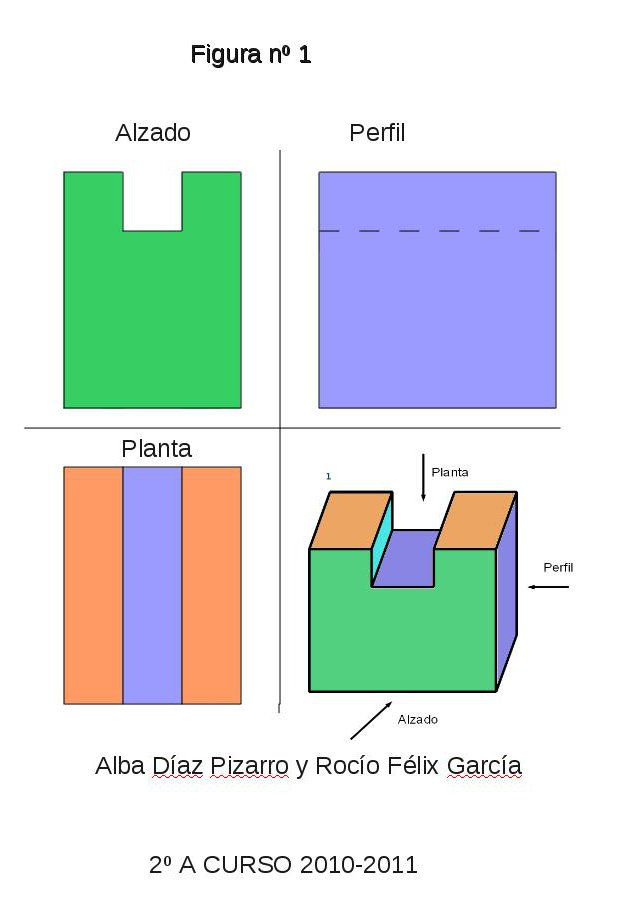 Figura nº 1
Alzado
Perfil
Planta
1
Planta
Perfil
Alzado
Alba Díaz Pizarro y Rocío Félix García
2º A CURSO 2010-2011